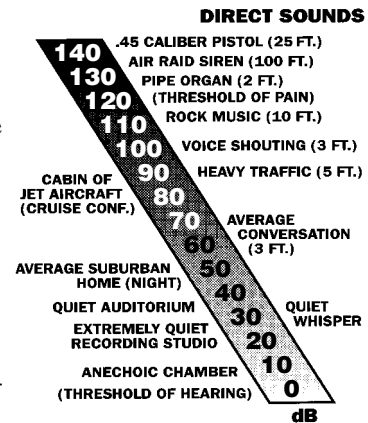 DIRECT SOUNDS
140 .45 CALIBER PISTOL (25 FT.)
130 AIR RAID SIREN (100 FT.)
120 PIPE ORGAN (2 FT.)
(THRESHOLD OF PAIN)
110 ROCK MUSIC (10 FT.)
100 VOICE SHOUTING (3 FT.)
90 HEAVY TRAFFIC (5 FT.)
CABIN OF
JET AIRCRAFT
(CRUISE CONF.)
80
70
AVERAGE
CONVERSATION
(3 FT.)
60
AVERAGE SUBURBAN
HOME (NIGHT)
50
40
QUIET AUDITORIUM
30
QUIET
WHISPER
EXTREMELY QUIET
RECORDING STUDIO
20
ANECHOIC CHAMBER
10
(THRESHOLD OF HEARING)
0
dB